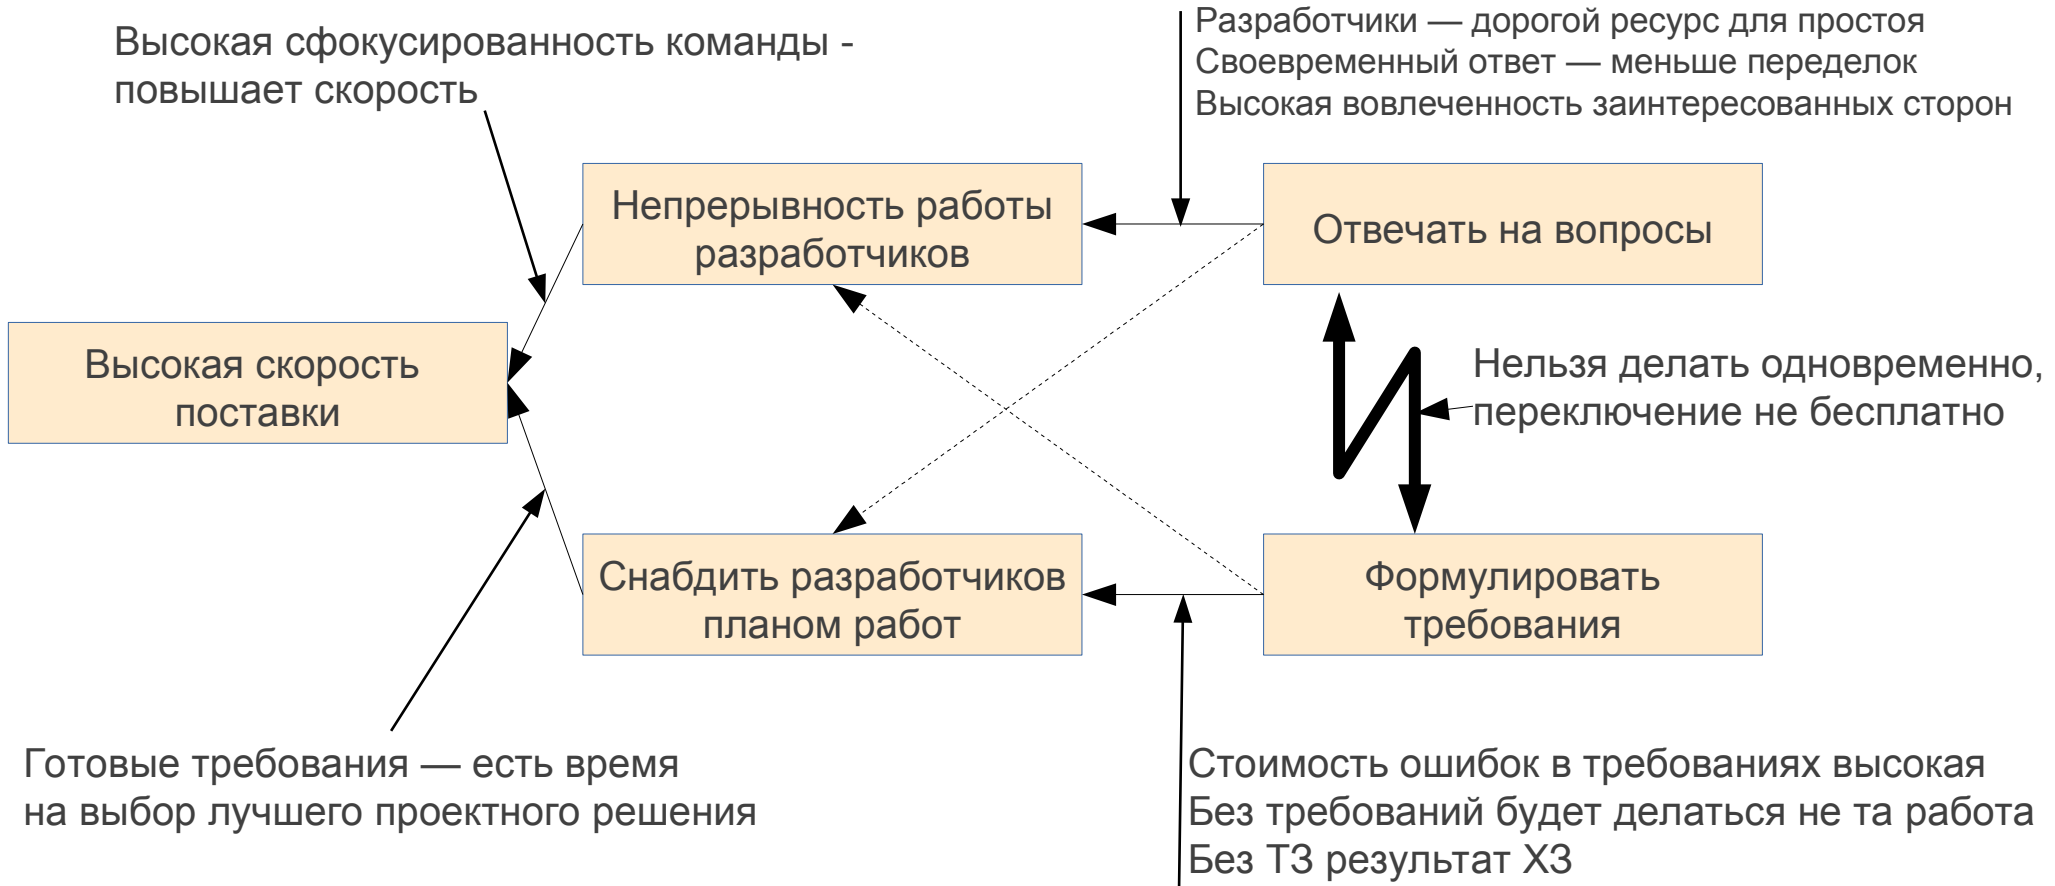 Высокая сфокусированность команды -
повышает скорость
Разработчики — дорогой ресурс для простоя
Своевременный ответ — меньше переделок
Высокая вовлеченность заинтересованных сторон
Непрерывность работы
разработчиков
Отвечать на вопросы
Высокая скорость
поставки
Нельзя делать одновременно,
переключение не бесплатно
Снабдить разработчиков
планом работ
Формулировать
требования
Готовые требования — есть время
на выбор лучшего проектного решения
Стоимость ошибок в требованиях высокая
Без требований будет делаться не та работа
Без ТЗ результат ХЗ